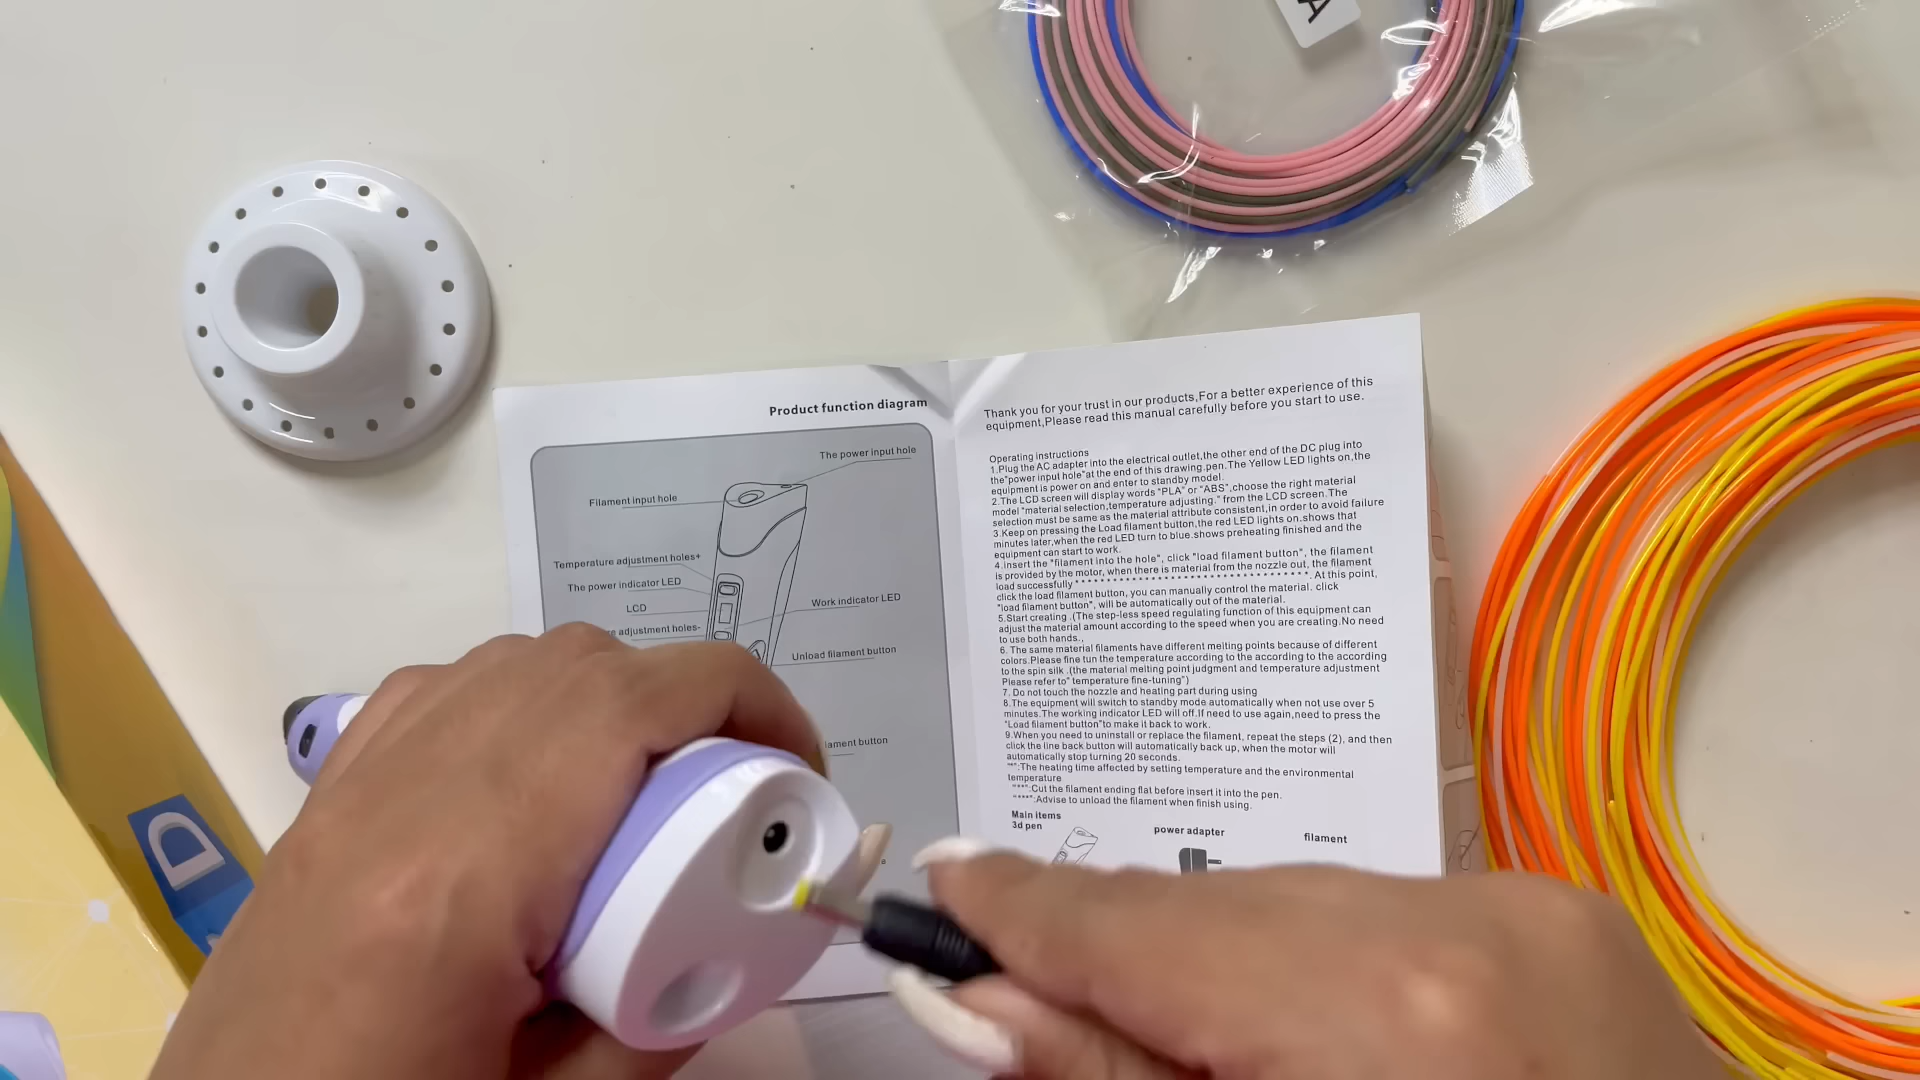 A
Product function diagram
The power input hole
Filament input hole
Temperature adjustment holes+
The power indicator LED
LCD
Work indicator LED
adjustment holes-
Unload filament button
button
D
Thank you for your trust in our products,For a better experience of this
equipment,Please read this manual carefully before you start to use.
Operating instructions
1.Plug the AC adapter into the electrical outlet,the other end of the DC plug into
the"power input hole"at the end of this drawing.pen.The Yellow LED lights on,the
equipment is power on and enter to standby model.
2.The LCD screen will display words "PLA" or "ABS",choose the right material
model "material selection,temperature adjusting." from the LCD screen.The
selection must be same as the material attribute consistent,in order to avoid failure
3.Keep on pressing the Load filament button,the red LED lights on.shows that
minutes later,when the red LED turn to blue.shows preheating finished and the
equipment can start to work.
4.Insert the "filament into the hole", click "load filament button", the filament
is provided by the motor, when there is material from the nozzle out, the filament
load successfully************************************. At this point,
click the load filament button, you can manually control the material. click
"load filament button", will be automatically out of the material.
5.Start creating .(The step-less speed regulating function of this equipment can
adjust the material amount according to the speed when you are creating.No need
to use both hands.,
6. The same material filaments have different melting points because of different
colors.Please fine tun the temperature according to the according to the according
to the spin silk .(the material melting point judgment and temperature adjustment
Please refer to" temperature fine-tuning")
7. Do not touch the nozzle and heating part during using
8.The equipment will switch to standby mode automatically when not use over 5
minutes.The working indicator LED will off.If need to use again,need to press the
"Load filament button"to make it back to work.
9.When you need to uninstall or replace the filament, repeat the steps (2), and then
click the line back button will automatically back up, when the motor will
automatically stop turning 20 seconds.
"*":The heating time affected by setting temperature and the environmental
temperature
"**":Cut the filament ending flat before insert it into the pen.
"***":Advise to unload the filament when finish using.
Main items
3d pen
power adapter
filament